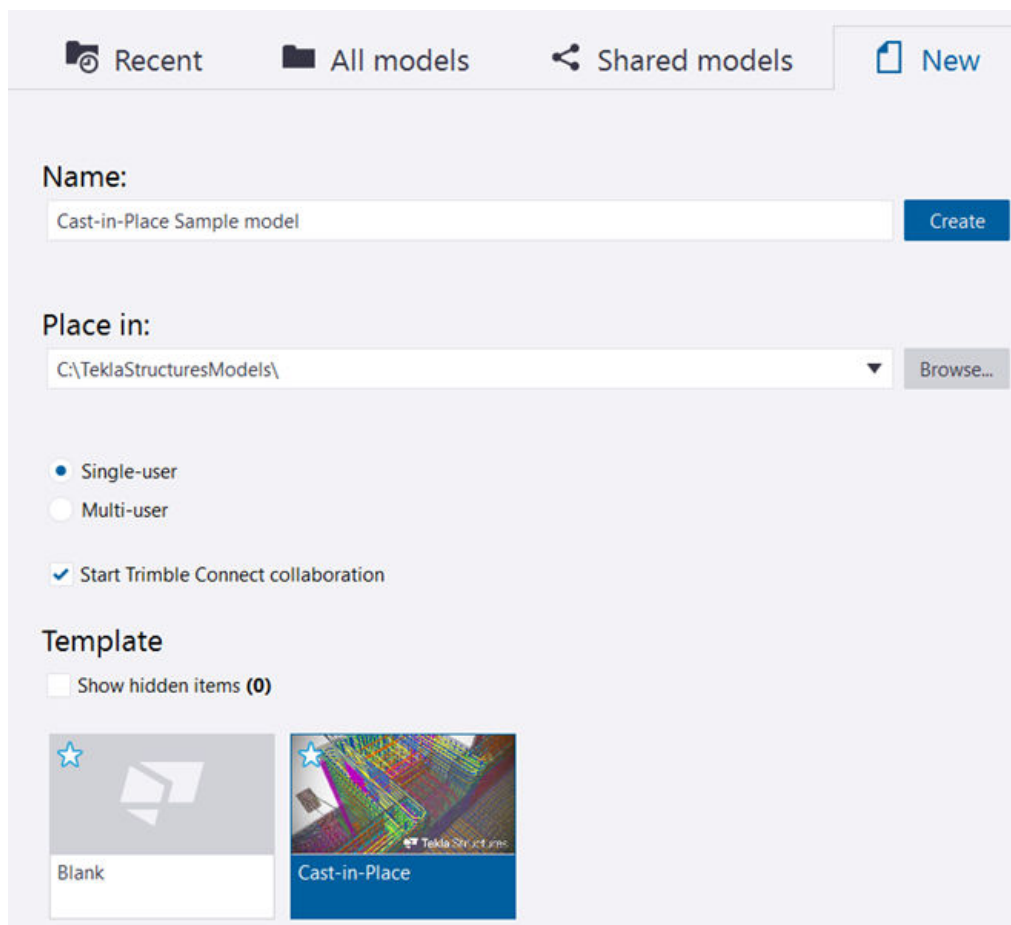 Recent All models Shared models New
Name:
Cast-in-Place Sample model Create
Place in:
C:\TeklaStructuresModels\ Browse...
Single-user
Multi-user
Start Trimble Connect collaboration
Template
Show hidden items (0)
Tekla Structures
Blank Cast-in-Place